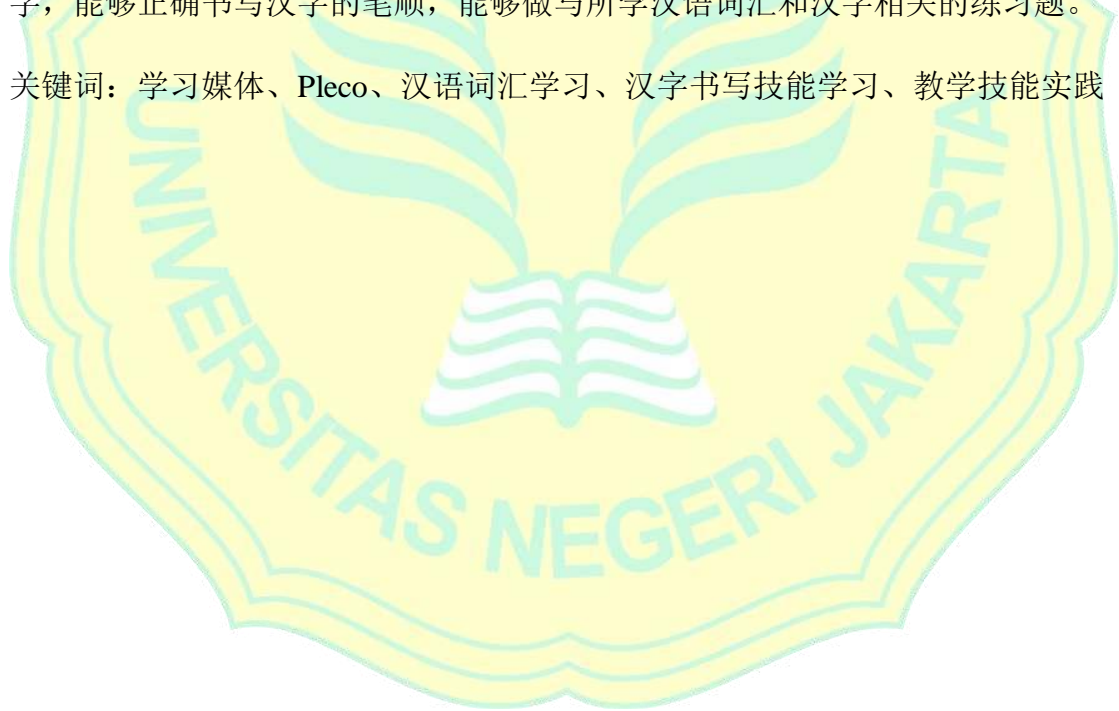 字，能够正确书写汉字的笔顺，能够做与所学汉语词汇和汉字相关的练习题。
关键词：学习媒体、Pleco、汉语词汇学习、汉字书写技能学习、教学技能实践
UNIVERSITAS NEGERI JAKARTA